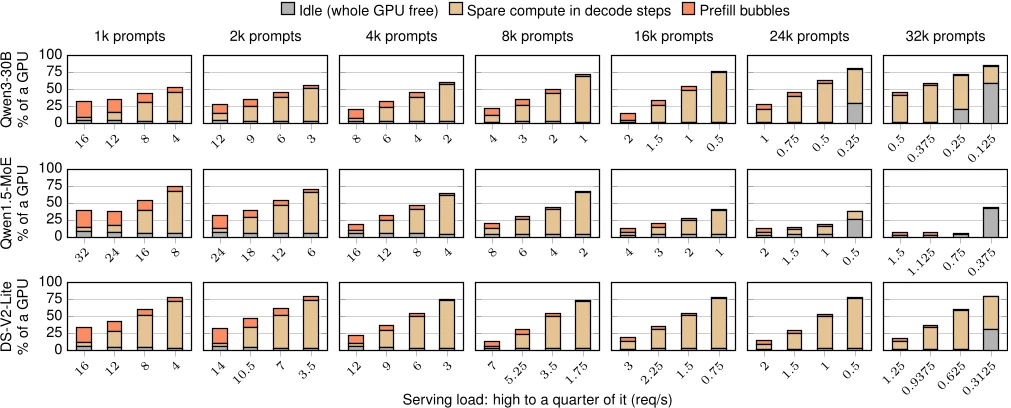 Idle (whole GPU free) Spare compute in decode steps Prefill bubbles
1k prompts 2k prompts 4k prompts 8k prompts 16k prompts 24k prompts 32k prompts
Qwen3-30B
% of a GPU
100
75
50
25
0
16 12 8 4 12 9 6 3 8 6 4 2 4 3 2 1 2 1.5 1 0.5 1 0.75 0.5 0.25 0.5 0.375 0.25 0.125
Qwen1.5-MoE
% of a GPU
100
75
50
25
0
32 24 16 8 24 18 12 6 16 12 8 4 8 6 4 2 4 3 2 1 2 1.5 1 0.5 1.5 1.125 0.75 0.375
DS-V2-Lite
% of a GPU
100
75
50
25
0
16 12 8 4 14 10.5 7 3.5 12 9 6 3 7 5.25 3.5 1.75 3 2.25 1.5 0.75 2 1.5 1 0.5 1.25 0.9375 0.625 0.3125
Serving load: high to a quarter of it (req/s)